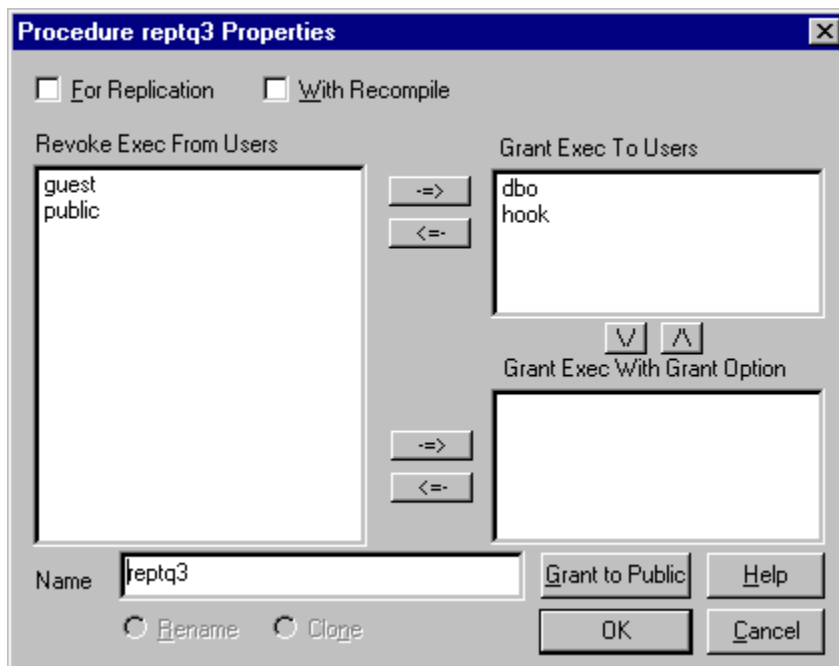 Procedure reptq3 Properties
For Replication
With Recompile
Revoke Exec From Users
guest
public
-=>
<=-
Grant Exec To Users
dbo
hook
\/
/\
Grant Exec With Grant Option
-=>
<=-
Name
reptq3
Grant to Public
Help
Rename
Clone
OK
Cancel